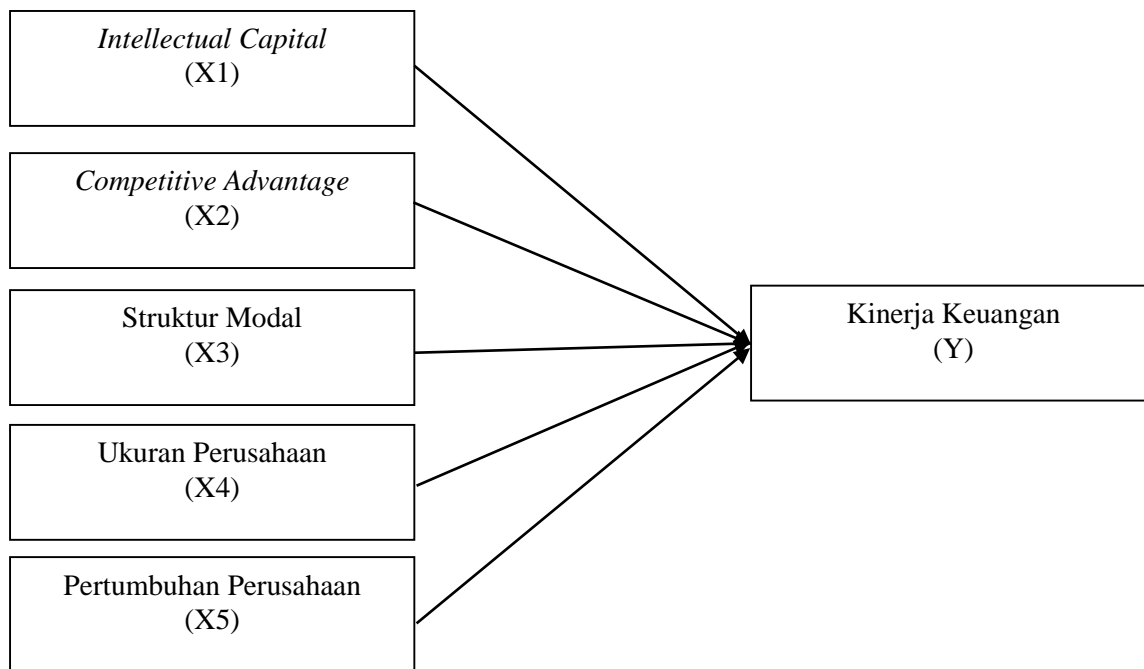 Intellectual Capital
(X1)
Competitive Advantage
(X2)
Struktur Modal
(X3)
Ukuran Perusahaan
(X4)
Pertumbuhan Perusahaan
(X5)
Kinerja Keuangan
(Y)